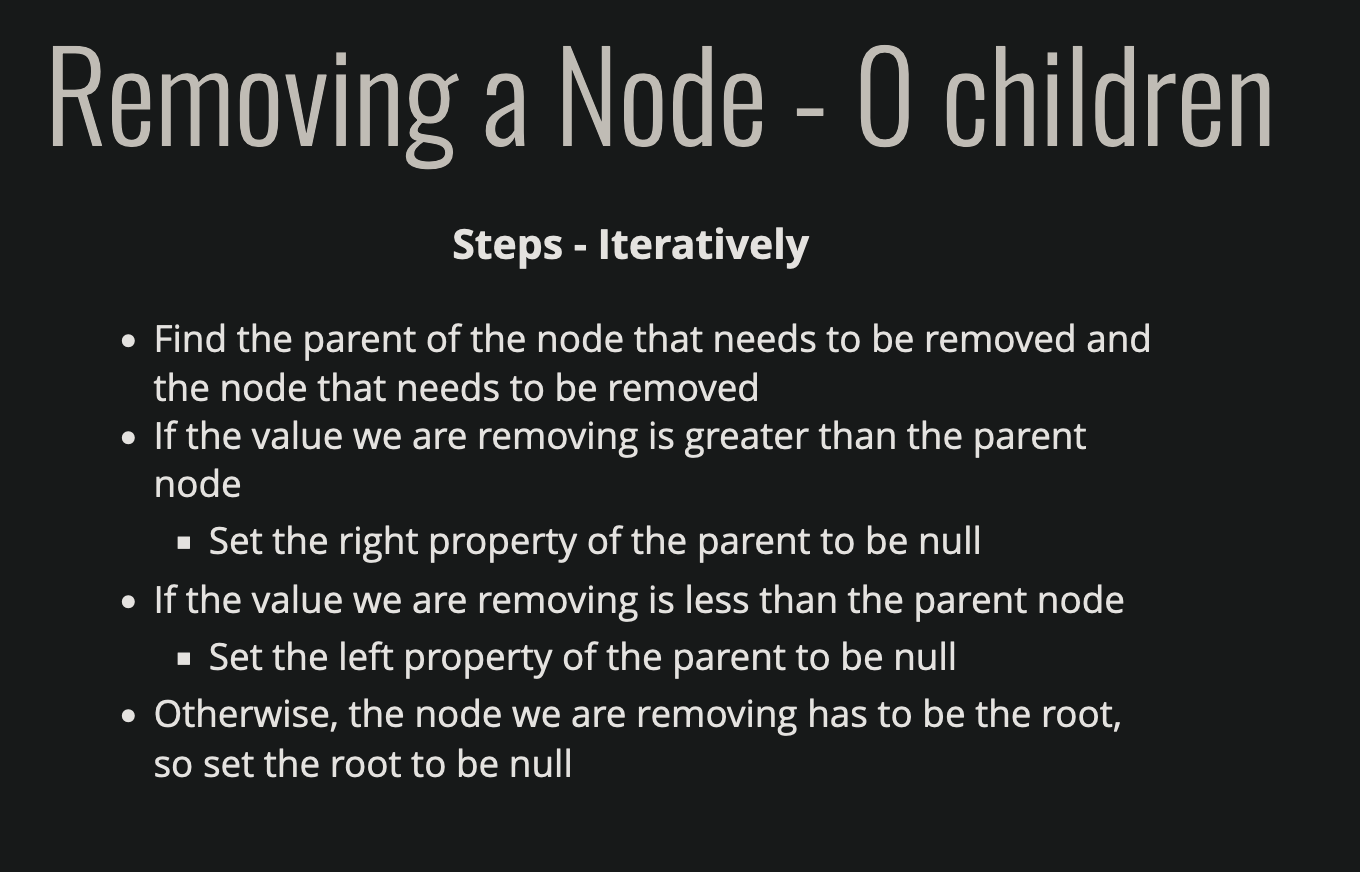 Removing a Node - 0 children
Steps - Iteratively
• Find the parent of the node that needs to be removed and
the node that needs to be removed
• If the value we are removing is greater than the parent
node
▪ Set the right property of the parent to be null
• If the value we are removing is less than the parent node
▪ Set the left property of the parent to be null
• Otherwise, the node we are removing has to be the root,
so set the root to be null